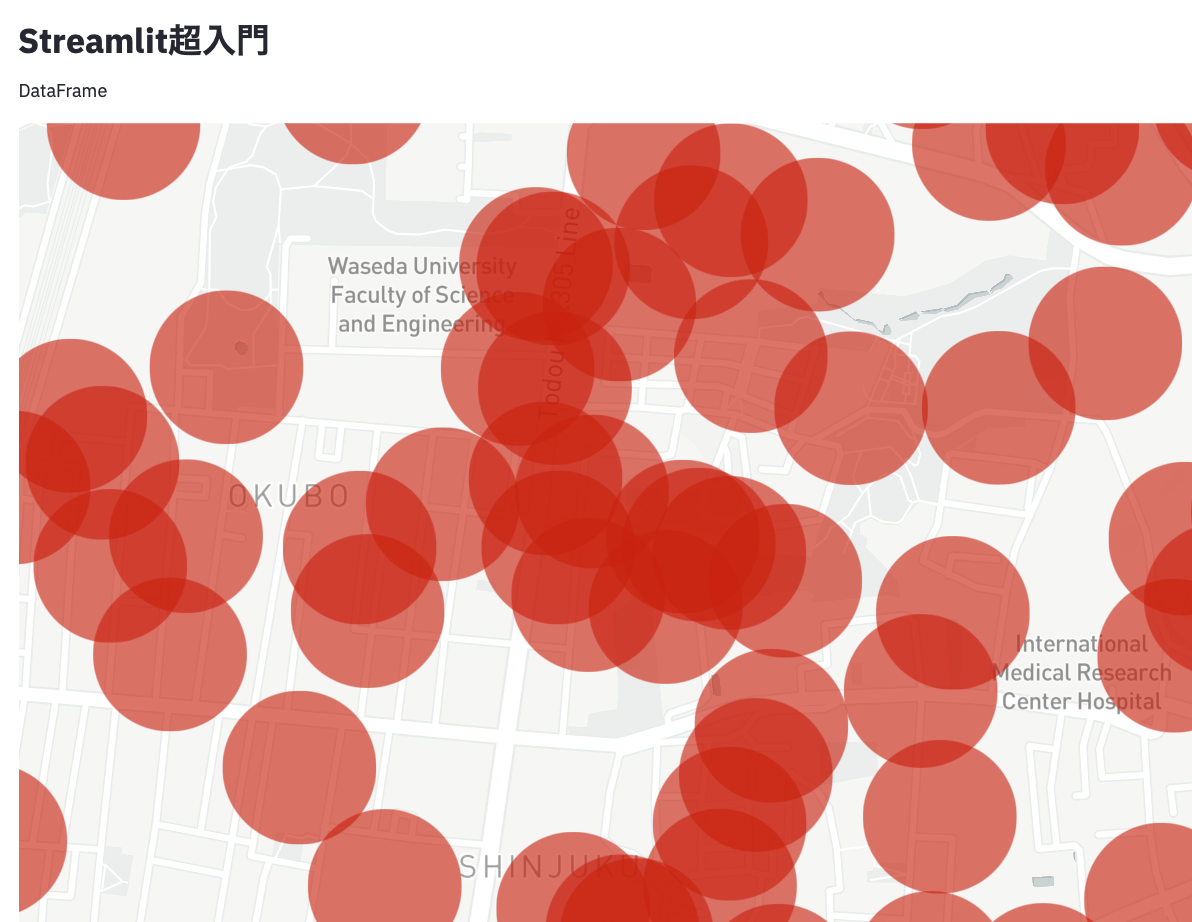 Streamlit超入門
DataFrame
Waseda University
Faculty of Science
and Engineering
305 Line
OKUBO
International
Medical Research
Center Hospital
SHINJUKU